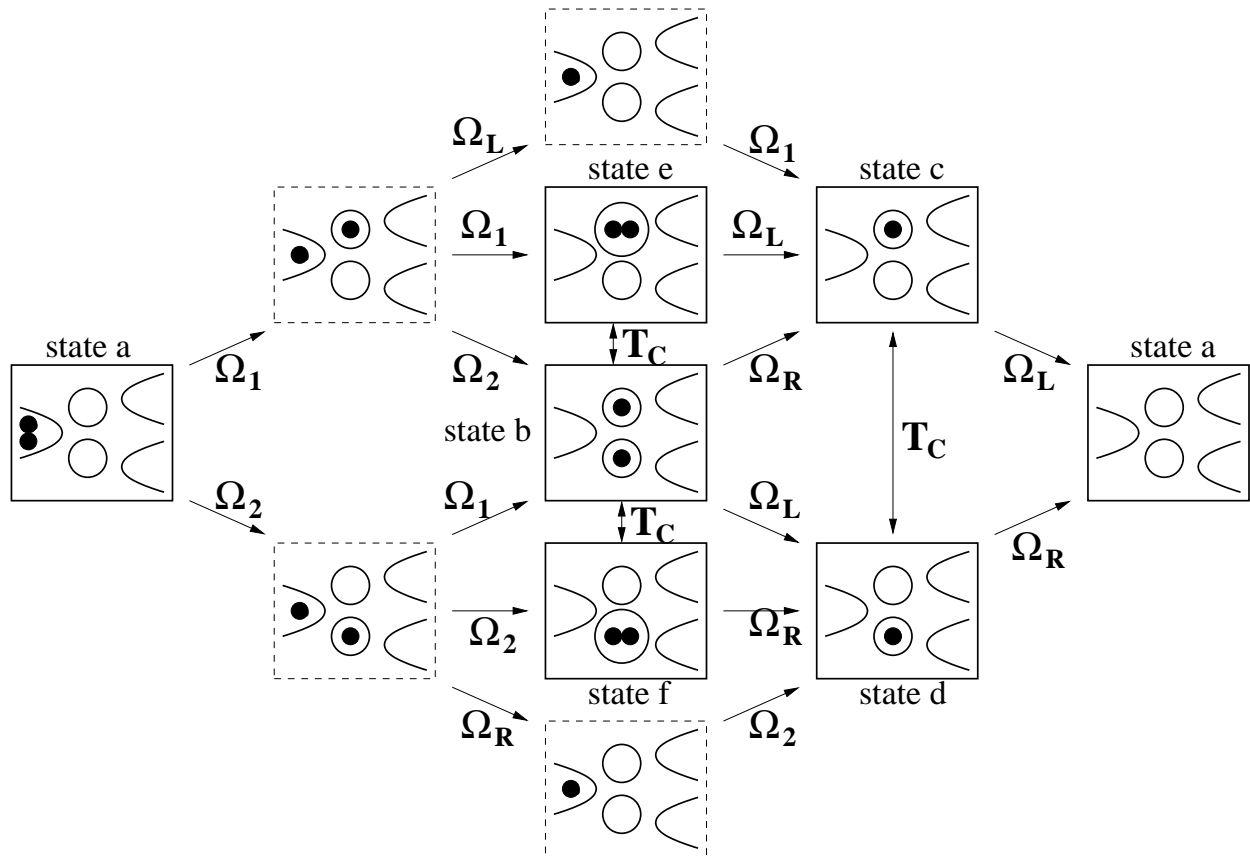 Ω_L
Ω_1
state e
state c
Ω_1
Ω_L
state a
T_C
state a
Ω_1
Ω_2
Ω_R
Ω_L
state b
T_C
Ω_2
Ω_1
Ω_L
T_C
Ω_R
Ω_2
Ω_R
state f
state d
Ω_R
Ω_2